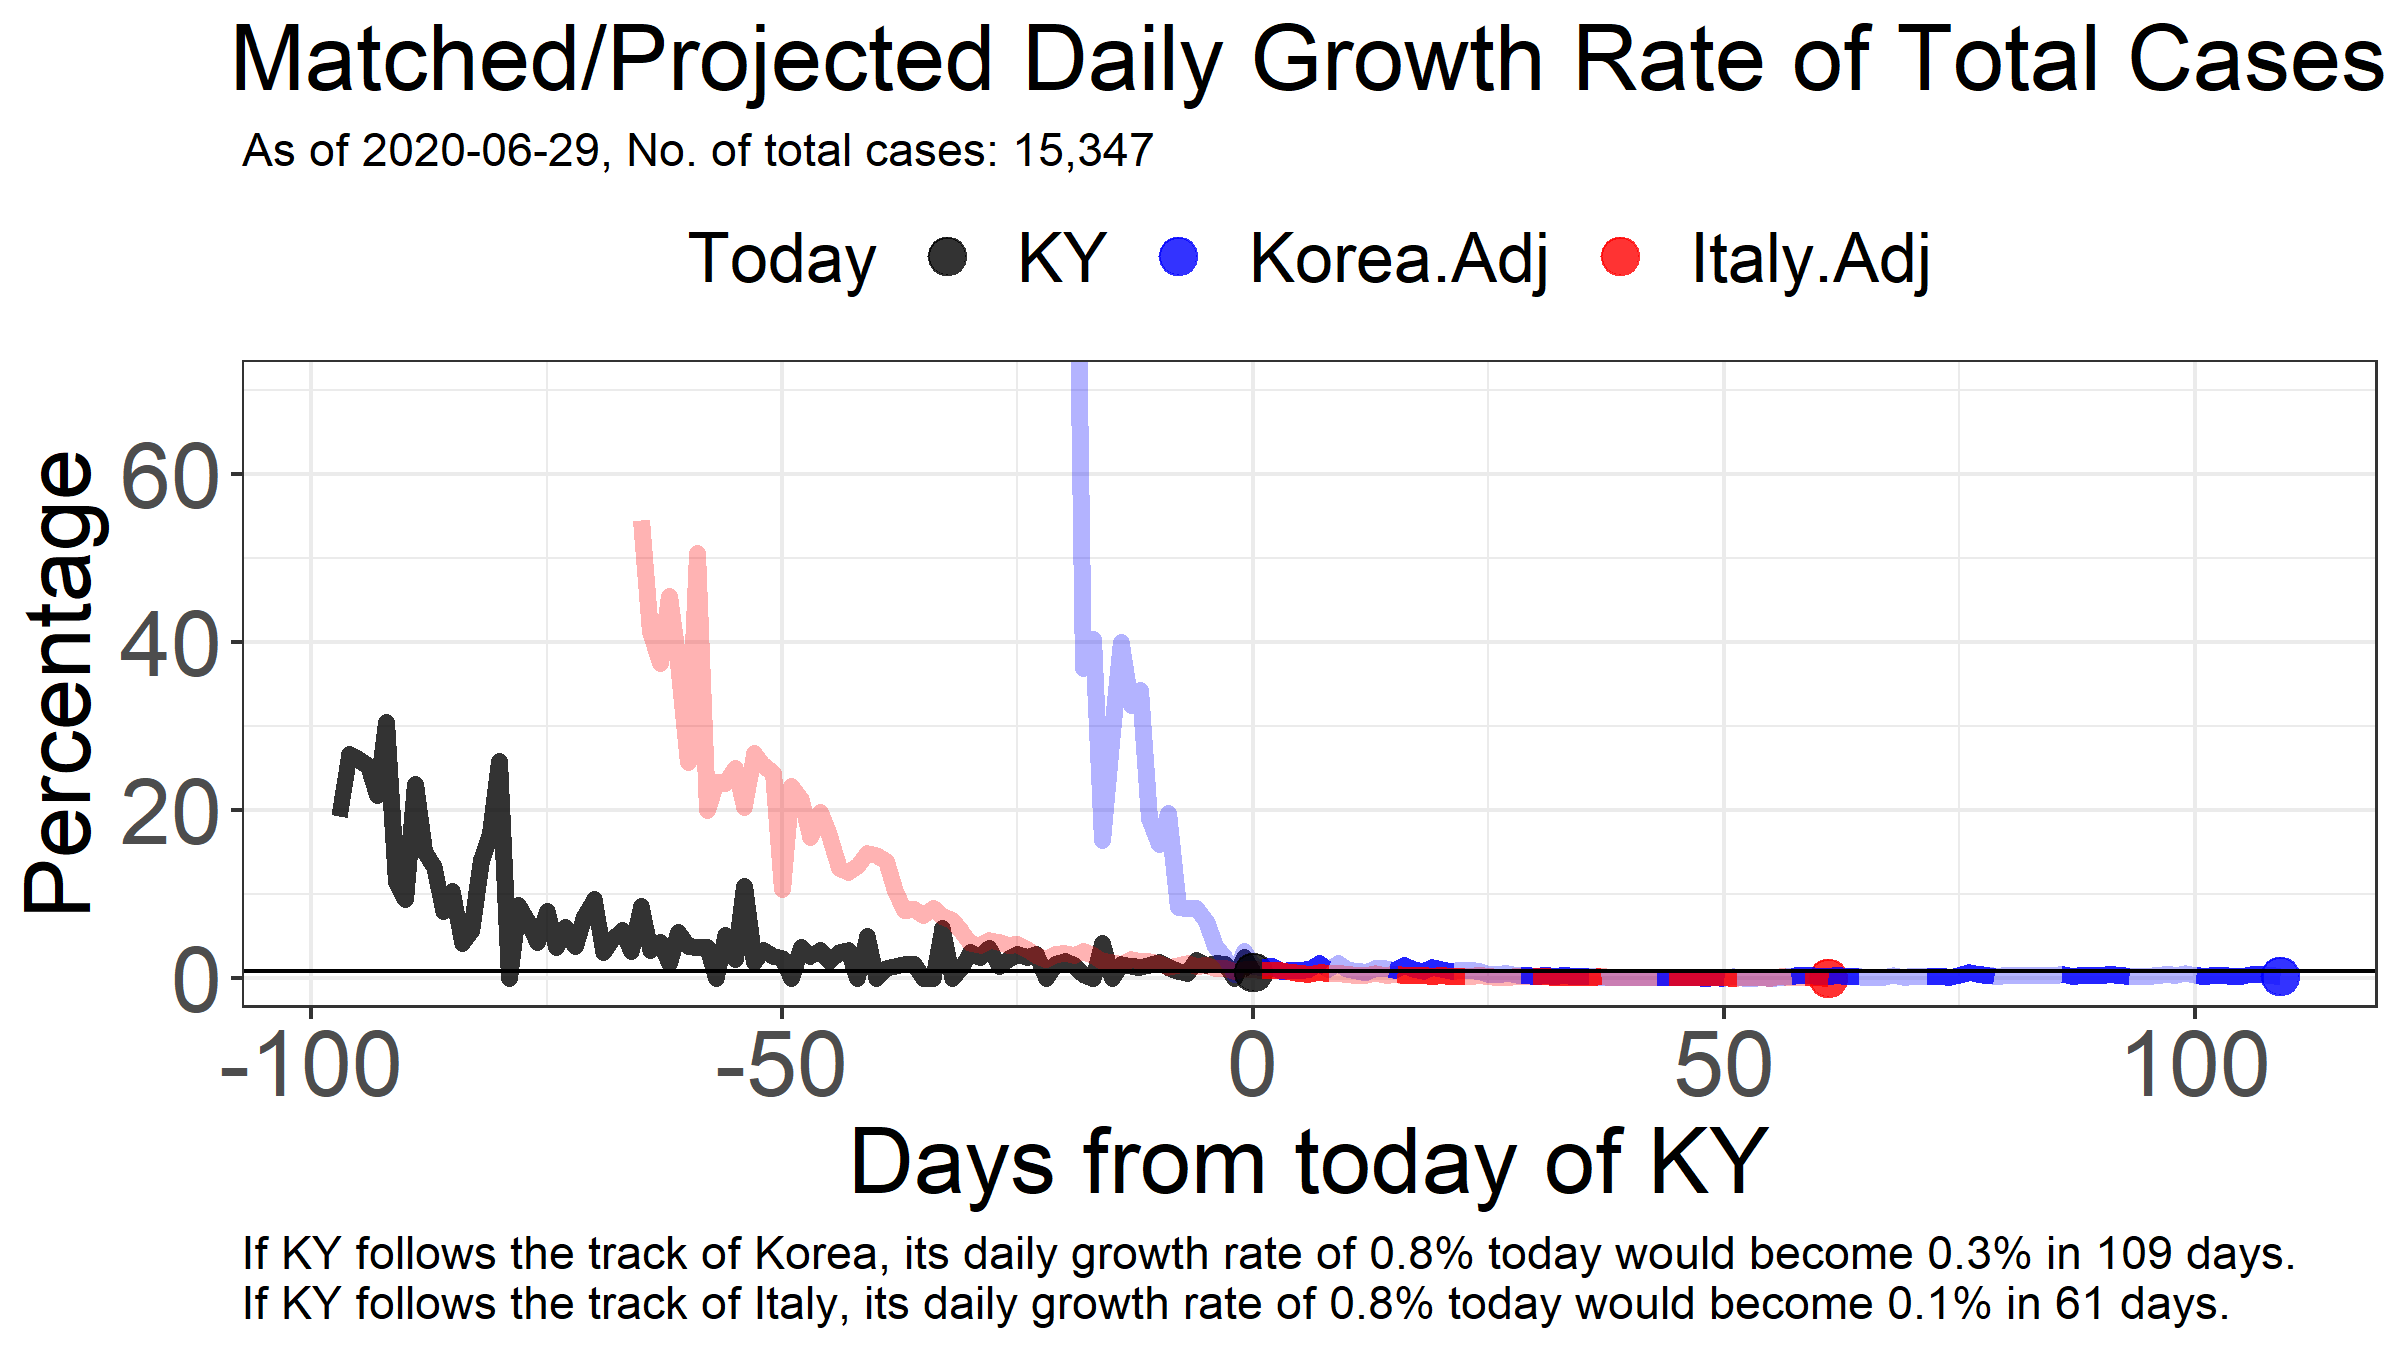 Matched/Projected Daily Growth Rate of Total Cases
As of 2020-06-29, No. of total cases: 15,347
Today KY Korea.Adj Italy.Adj
Percentage
60
40
20
0
-100 -50 0 50 100
Days from today of KY
If KY follows the track of Korea, its daily growth rate of 0.8% today would become 0.3% in 109 days.
If KY follows the track of Italy, its daily growth rate of 0.8% today would become 0.1% in 61 days.